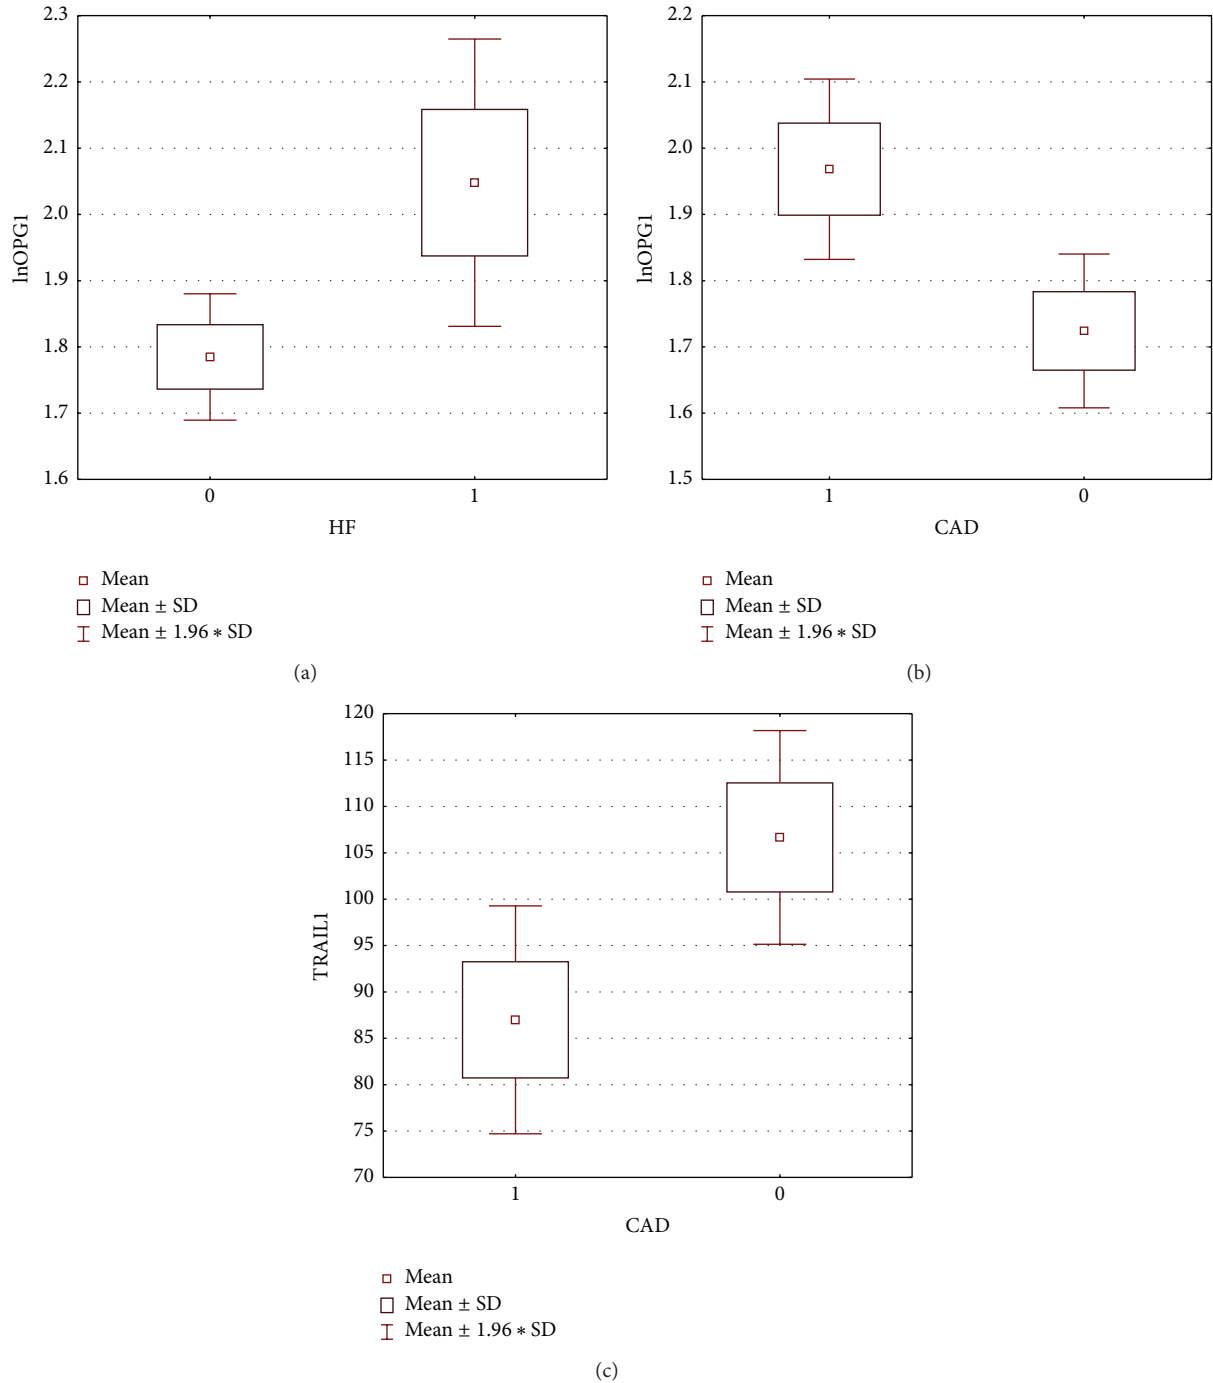 2.3
2.2
2.1
2.0
1.9
1.8
1.7
1.6
lnOPG1
0 1
HF
Mean
Mean ± SD
Mean ± 1.96 ∗ SD
(a)
2.2
2.1
2.0
1.9
1.8
1.7
1.6
1.5
lnOPG1
1 0
CAD
Mean
Mean ± SD
Mean ± 1.96 ∗ SD
(b)
120
115
110
105
100
95
90
85
80
75
70
TRAIL1
1 0
CAD
Mean
Mean ± SD
Mean ± 1.96 ∗ SD
(c)